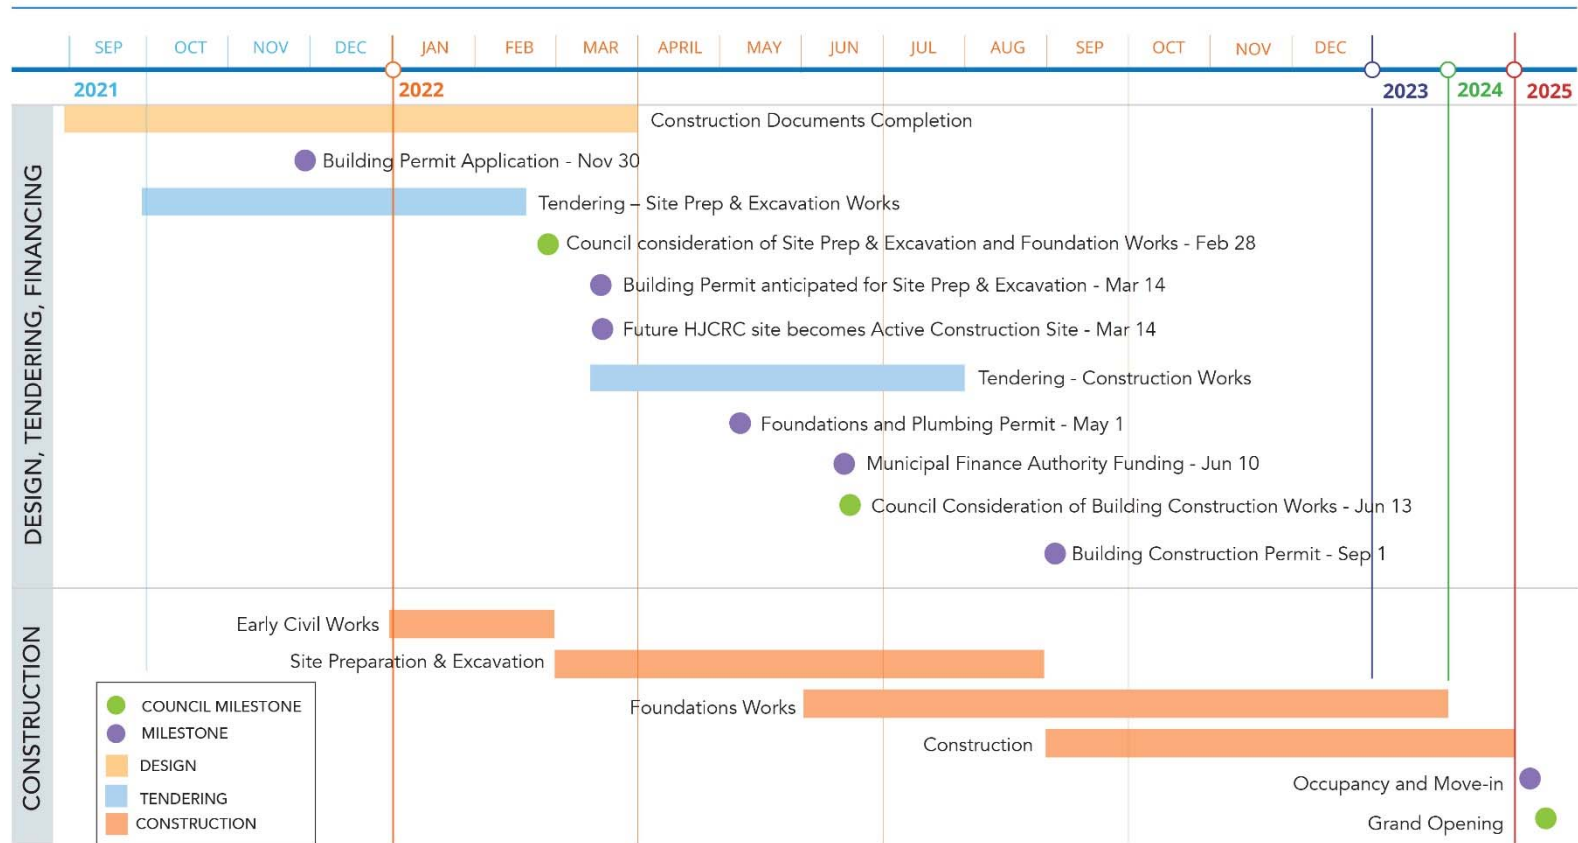 SEP OCT NOV DEC JAN FEB MAR APRIL MAY JUN JUL AUG SEP OCT NOV DEC
2021 2022 2023 2024 2025
DESIGN, TENDERING, FINANCING
Construction Documents Completion
Building Permit Application - Nov 30
Tendering – Site Prep & Excavation Works
Council consideration of Site Prep & Excavation and Foundation Works - Feb 28
Building Permit anticipated for Site Prep & Excavation - Mar 14
Future HJCRC site becomes Active Construction Site - Mar 14
Tendering - Construction Works
Foundations and Plumbing Permit - May 1
Municipal Finance Authority Funding - Jun 10
Council Consideration of Building Construction Works - Jun 13
Building Construction Permit - Sep 1
CONSTRUCTION
Early Civil Works
Site Preparation & Excavation
Foundations Works
Construction
Occupancy and Move-in
Grand Opening
COUNCIL MILESTONE
MILESTONE
DESIGN
TENDERING
CONSTRUCTION